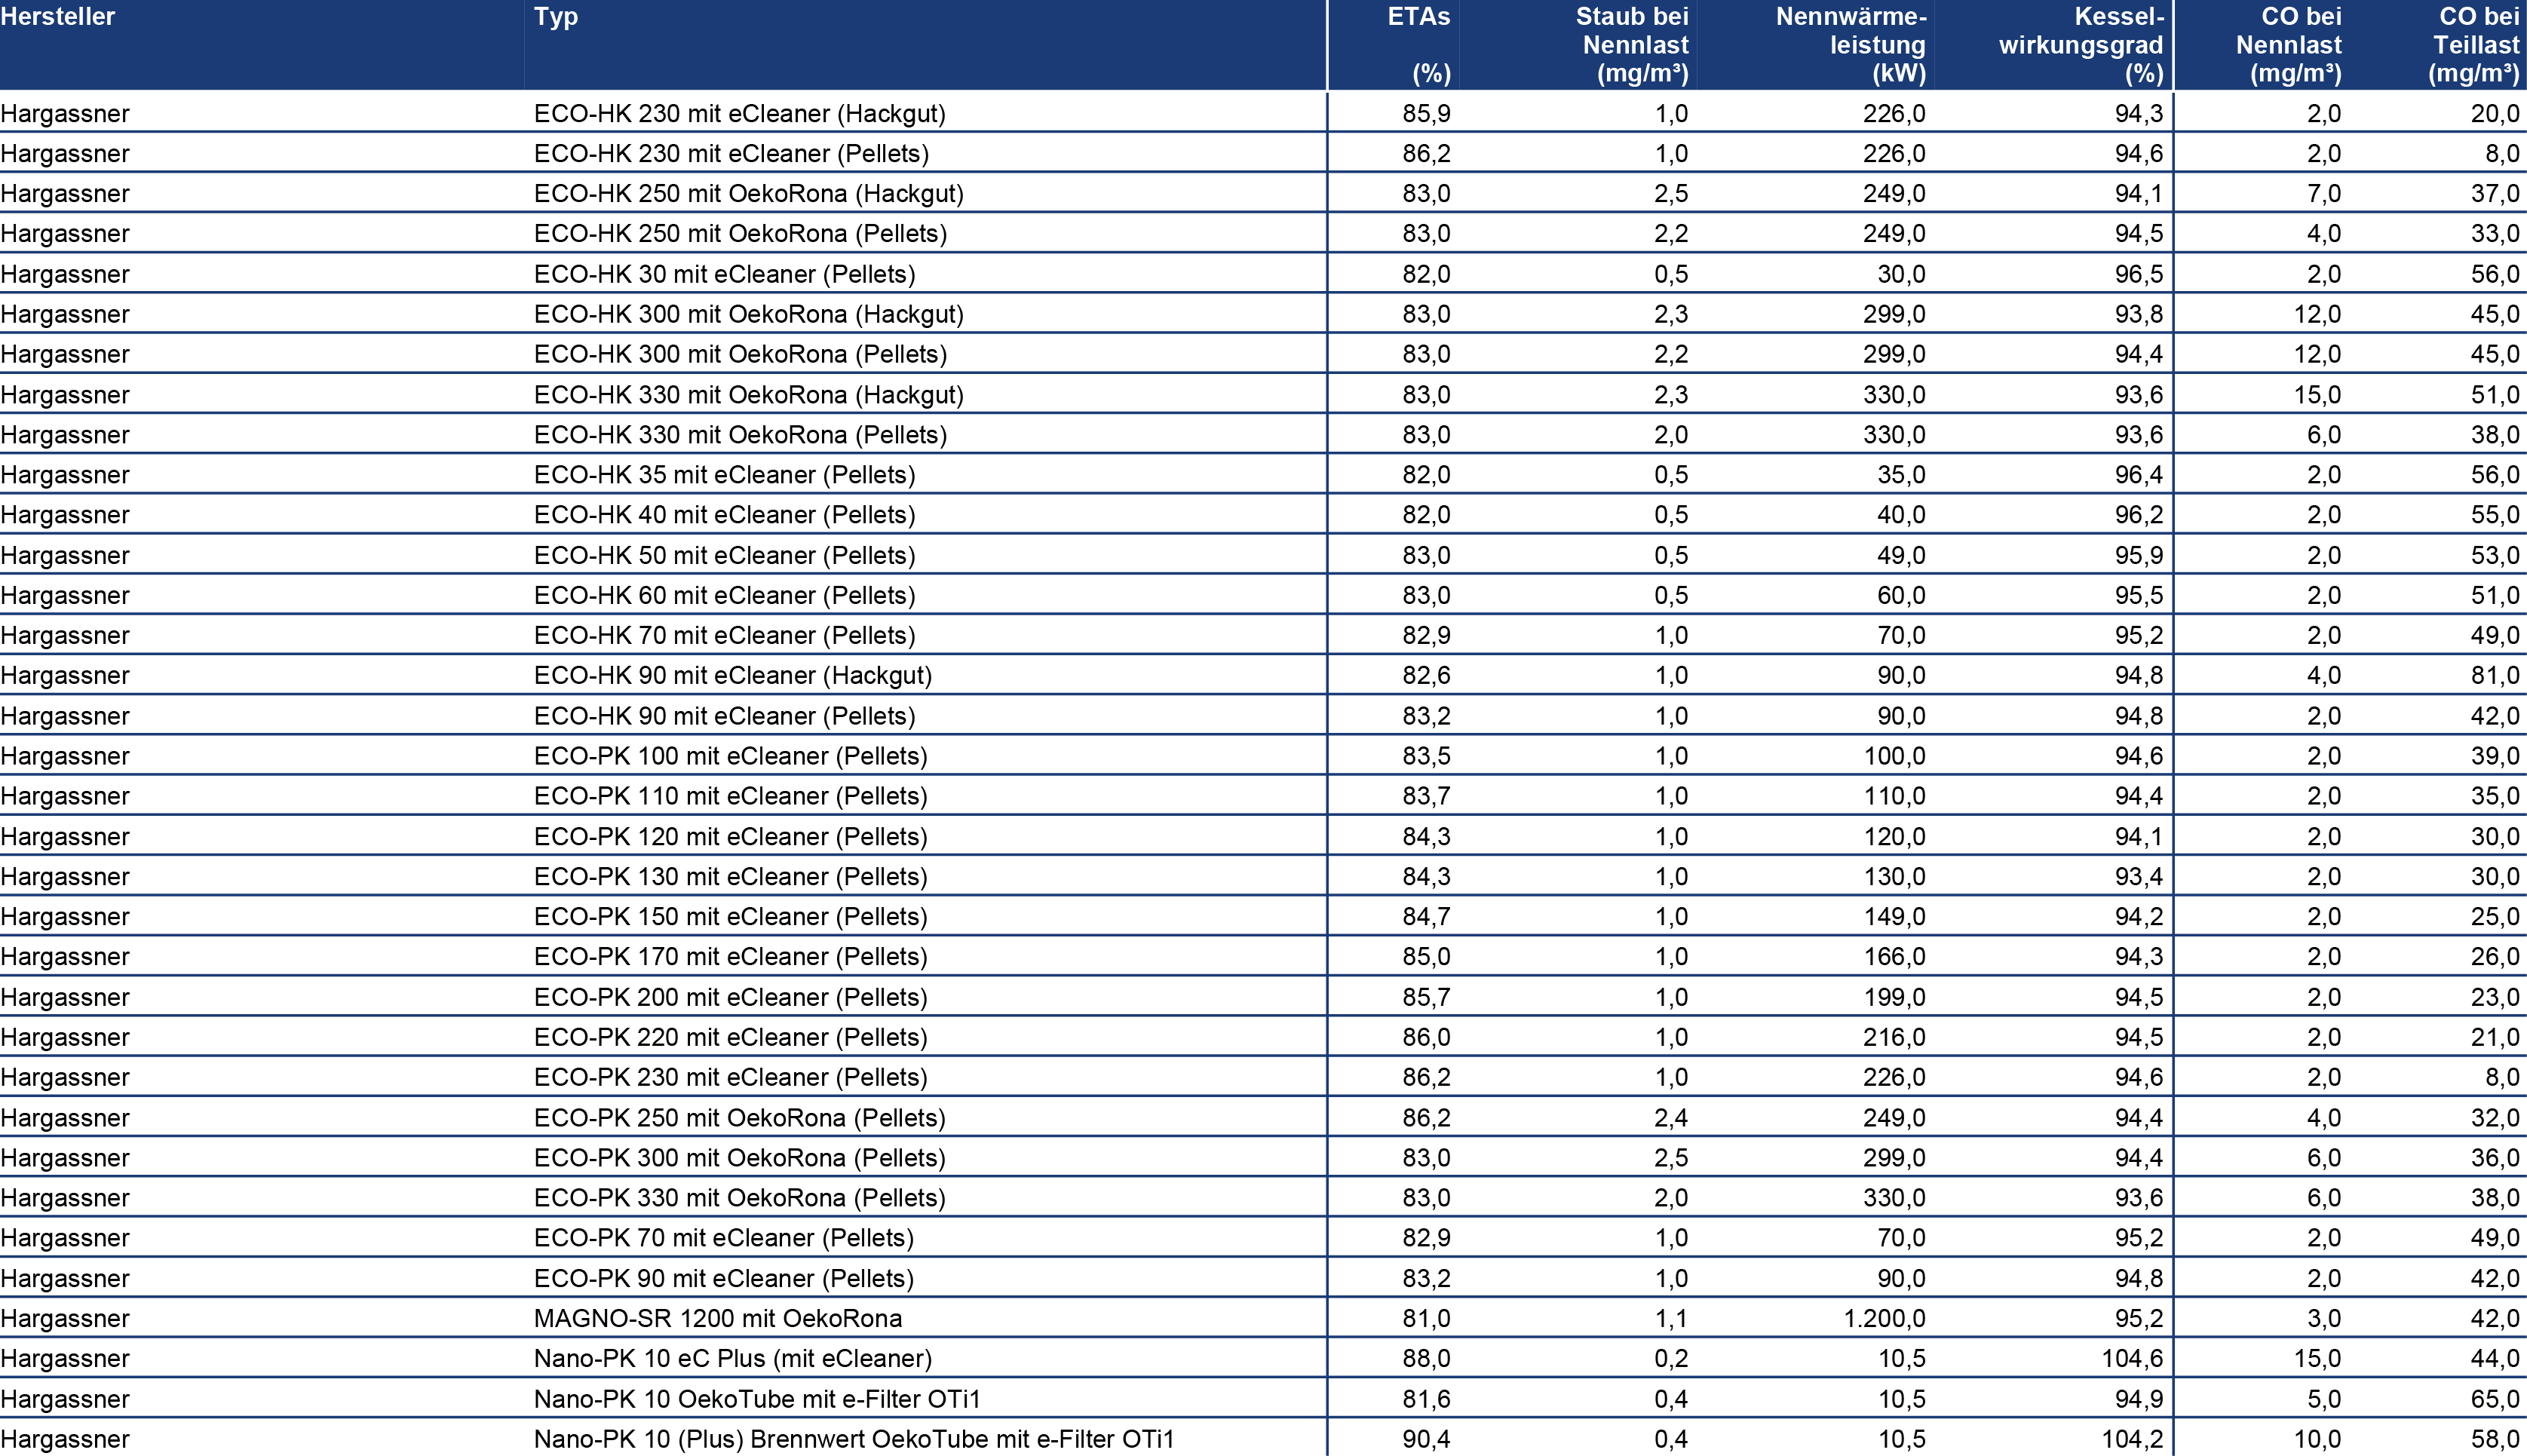 Hersteller Typ ETAs (%) Staub bei Nennlast (mg/m³) Nennwärme-leistung (kW) Kessel-wirkungsgrad (%) CO bei Nennlast (mg/m³) CO bei Teillast (mg/m³)
Hargassner ECO-HK 230 mit eCleaner (Hackgut) 85,9 1,0 226,0 94,3 2,0 20,0
Hargassner ECO-HK 230 mit eCleaner (Pellets) 86,2 1,0 226,0 94,6 2,0 8,0
Hargassner ECO-HK 250 mit OekoRona (Hackgut) 83,0 2,5 249,0 94,1 7,0 37,0
Hargassner ECO-HK 250 mit OekoRona (Pellets) 83,0 2,2 249,0 94,5 4,0 33,0
Hargassner ECO-HK 30 mit eCleaner (Pellets) 82,0 0,5 30,0 96,5 2,0 56,0
Hargassner ECO-HK 300 mit OekoRona (Hackgut) 83,0 2,3 299,0 93,8 12,0 45,0
Hargassner ECO-HK 300 mit OekoRona (Pellets) 83,0 2,2 299,0 94,4 12,0 45,0
Hargassner ECO-HK 330 mit OekoRona (Hackgut) 83,0 2,3 330,0 93,6 15,0 51,0
Hargassner ECO-HK 330 mit OekoRona (Pellets) 83,0 2,0 330,0 93,6 6,0 38,0
Hargassner ECO-HK 35 mit eCleaner (Pellets) 82,0 0,5 35,0 96,4 2,0 56,0
Hargassner ECO-HK 40 mit eCleaner (Pellets) 82,0 0,5 40,0 96,2 2,0 55,0
Hargassner ECO-HK 50 mit eCleaner (Pellets) 83,0 0,5 49,0 95,9 2,0 53,0
Hargassner ECO-HK 60 mit eCleaner (Pellets) 83,0 0,5 60,0 95,5 2,0 51,0
Hargassner ECO-HK 70 mit eCleaner (Pellets) 82,9 1,0 70,0 95,2 2,0 49,0
Hargassner ECO-HK 90 mit eCleaner (Hackgut) 82,6 1,0 90,0 94,8 4,0 81,0
Hargassner ECO-HK 90 mit eCleaner (Pellets) 83,2 1,0 90,0 94,8 2,0 42,0
Hargassner ECO-PK 100 mit eCleaner (Pellets) 83,5 1,0 100,0 94,6 2,0 39,0
Hargassner ECO-PK 110 mit eCleaner (Pellets) 83,7 1,0 110,0 94,4 2,0 35,0
Hargassner ECO-PK 120 mit eCleaner (Pellets) 84,3 1,0 120,0 94,1 2,0 30,0
Hargassner ECO-PK 130 mit eCleaner (Pellets) 84,3 1,0 130,0 93,4 2,0 30,0
Hargassner ECO-PK 150 mit eCleaner (Pellets) 84,7 1,0 149,0 94,2 2,0 25,0
Hargassner ECO-PK 170 mit eCleaner (Pellets) 85,0 1,0 166,0 94,3 2,0 26,0
Hargassner ECO-PK 200 mit eCleaner (Pellets) 85,7 1,0 199,0 94,5 2,0 23,0
Hargassner ECO-PK 220 mit eCleaner (Pellets) 86,0 1,0 216,0 94,5 2,0 21,0
Hargassner ECO-PK 230 mit eCleaner (Pellets) 86,2 1,0 226,0 94,6 2,0 8,0
Hargassner ECO-PK 250 mit OekoRona (Pellets) 86,2 2,4 249,0 94,4 4,0 32,0
Hargassner ECO-PK 300 mit OekoRona (Pellets) 83,0 2,5 299,0 94,4 6,0 36,0
Hargassner ECO-PK 330 mit OekoRona (Pellets) 83,0 2,0 330,0 93,6 6,0 38,0
Hargassner ECO-PK 70 mit eCleaner (Pellets) 82,9 1,0 70,0 95,2 2,0 49,0
Hargassner ECO-PK 90 mit eCleaner (Pellets) 83,2 1,0 90,0 94,8 2,0 42,0
Hargassner MAGNO-SR 1200 mit OekoRona 81,0 1,1 1.200,0 95,2 3,0 42,0
Hargassner Nano-PK 10 eC Plus (mit eCleaner) 88,0 0,2 10,5 104,6 15,0 44,0
Hargassner Nano-PK 10 OekoTube mit e-Filter OTi1 81,6 0,4 10,5 94,9 5,0 65,0
Hargassner Nano-PK 10 (Plus) Brennwert OekoTube mit e-Filter OTi1 90,4 0,4 10,5 104,2 10,0 58,0